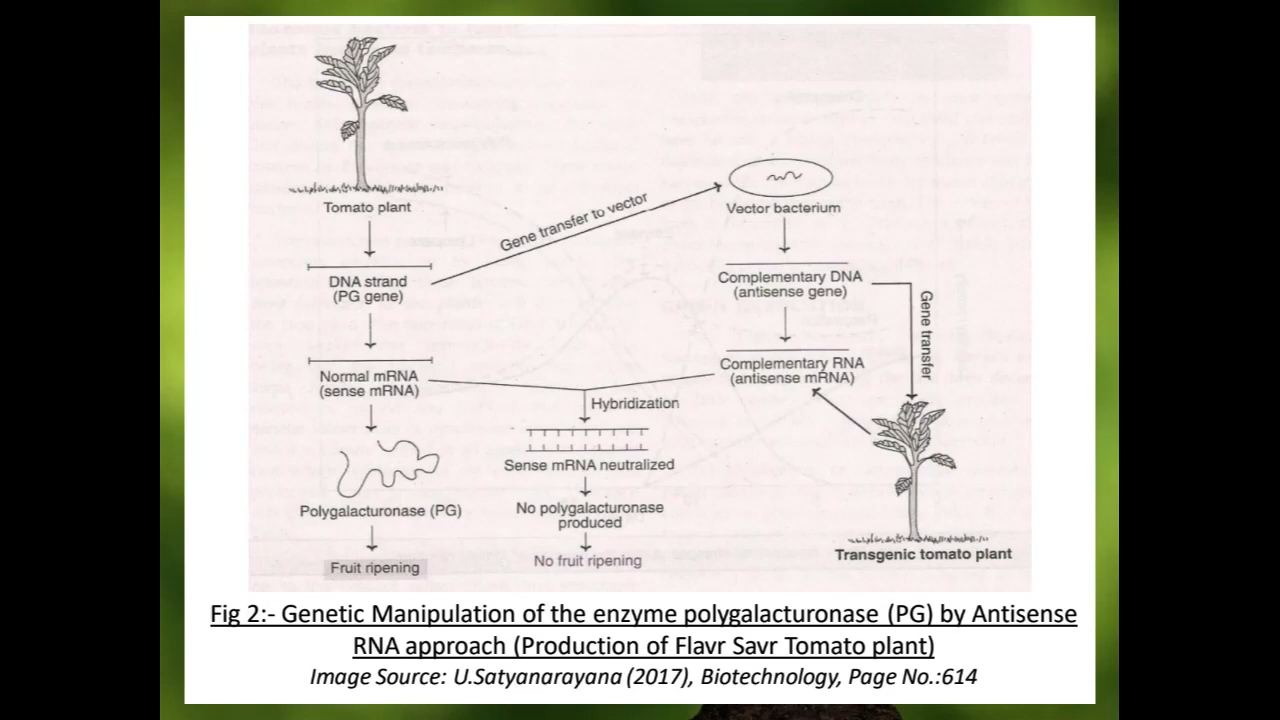 Tomato plant
DNA strand
(PG gene)
Normal mRNA
(sense mRNA)
Polygalacturonase (PG)
Fruit ripening
Gene transfer to vector
Hybridization
Sense mRNA neutralized
No polygalacturonase
produced
No fruit ripening
Vector bacterium
Complementary DNA
(antisense gene)
Complementary RNA
(antisense mRNA)
Gene transfer
Transgenic tomato plant
Fig 2:- Genetic Manipulation of the enzyme polygalacturonase (PG) by Antisense
RNA approach (Production of Flavr Savr Tomato plant)
Image Source: U.Satyanarayana (2017), Biotechnology, Page No.:614